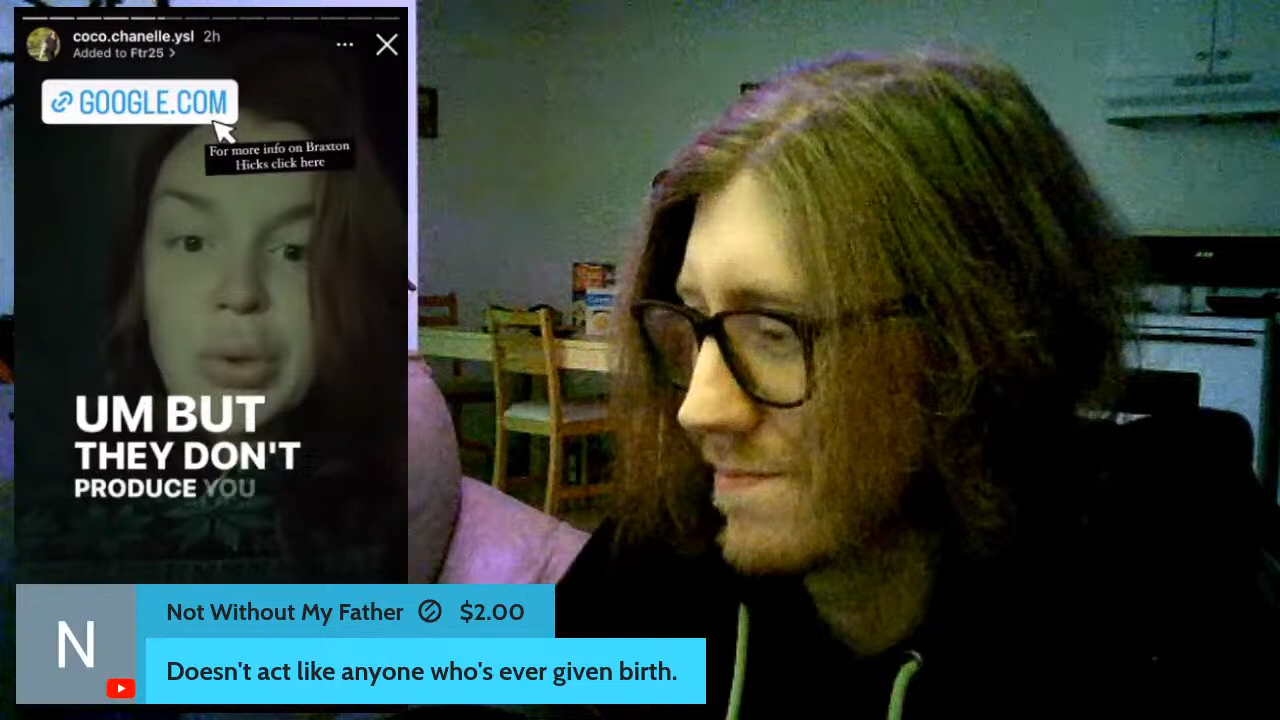 coco.chanelle.ysl 2h
Added to Ftr25 >
GOOGLE.COM
For more info on Braxton
Hicks click here
UM BUT
THEY DON'T
PRODUCE YOU
N
Not Without My Father $2.00
Doesn't act like anyone who's ever given birth.